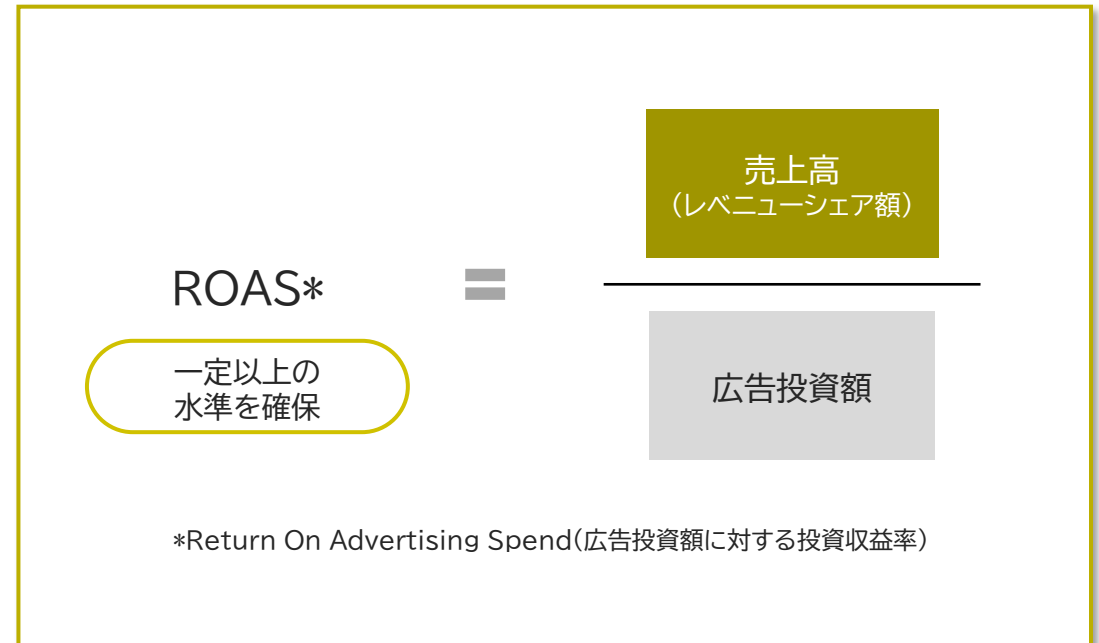 売上高
(レベニューシェア額)
ROAS*
=
一定以上の
水準を確保
広告投資額
*Return On Advertising Spend(広告投資額に対する投資収益率)